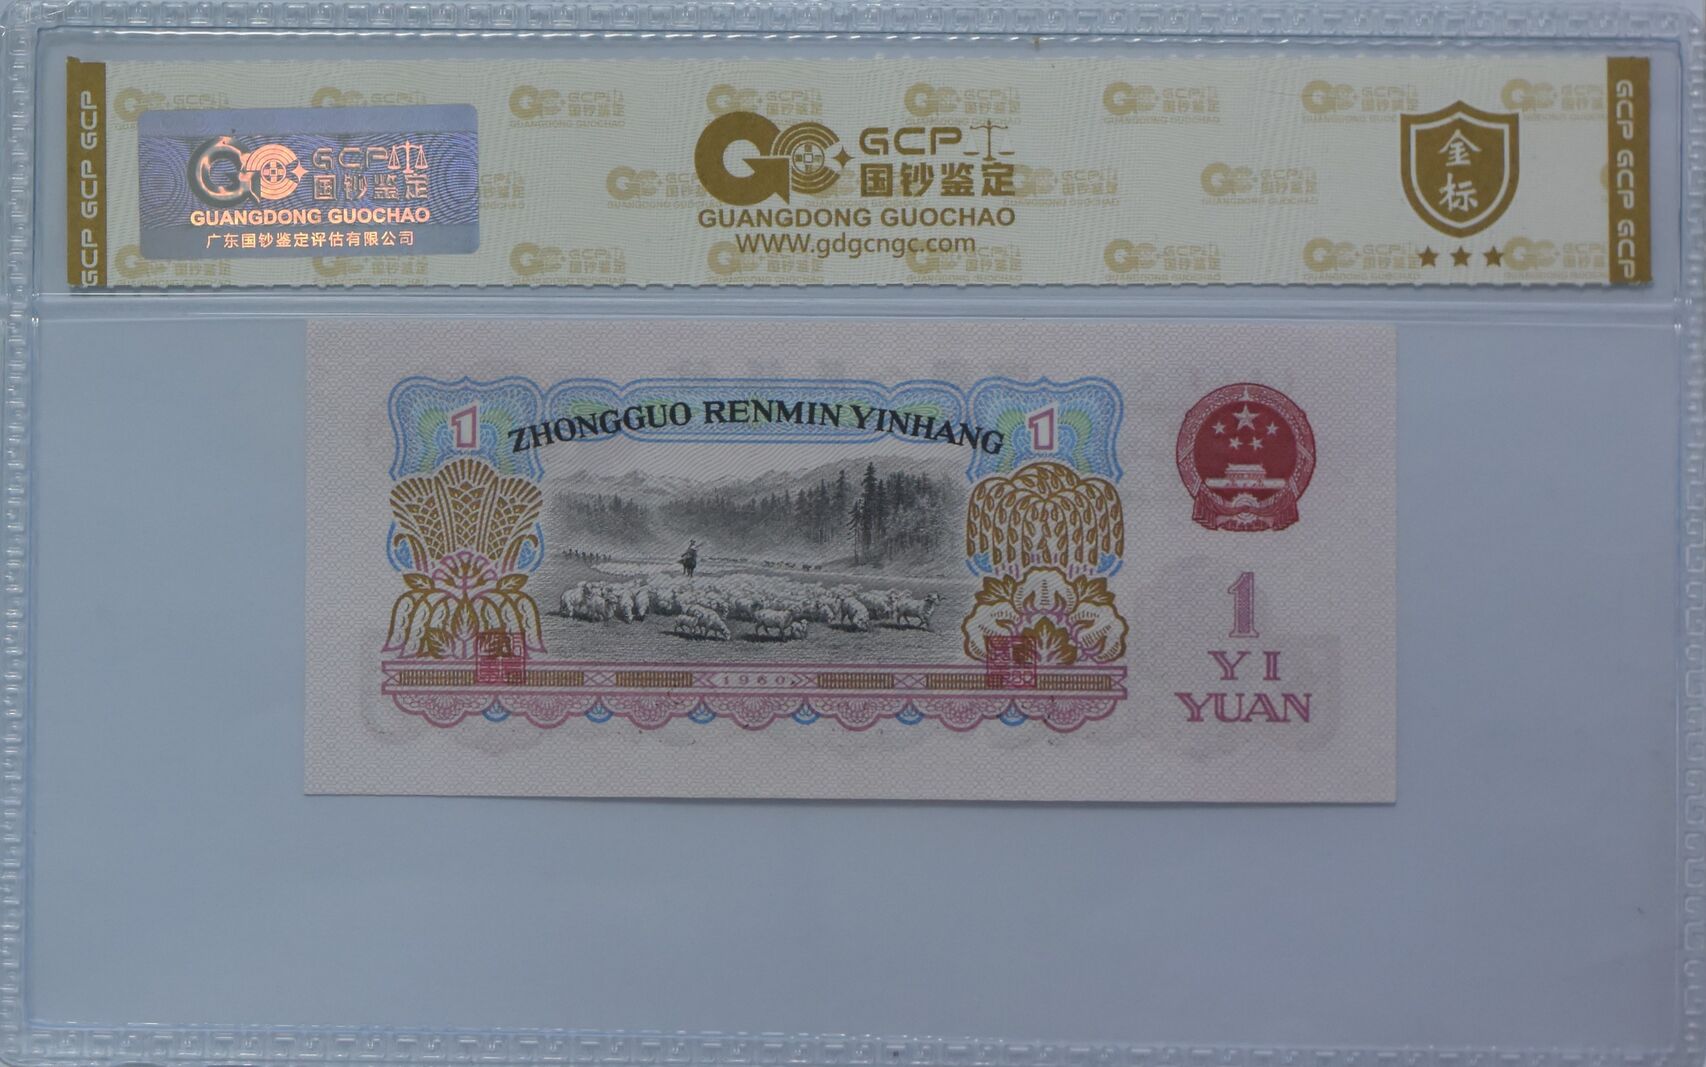 GCP GCP GCP
GCP
国钞鉴定
GUANGDONG GUOCHAO
广东国钞鉴定评估有限公司
GCP
国钞鉴定
GUANGDONG GUOCHAO
WWW.gdgcngc.com
金
标
GCP GCP GCP
ZHONGGUO RENMIN YINHANG
1
1
1960
1
YI
YUAN